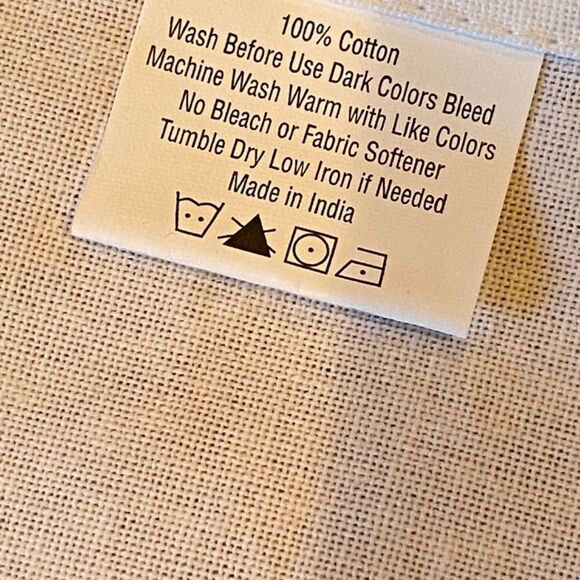 100% Cotton
Wash Before Use Dark Colors Bleed
Machine Wash Warm with Like Colors
No Bleach or Fabric Softener
Tumble Dry Low Iron if Needed
Made in India